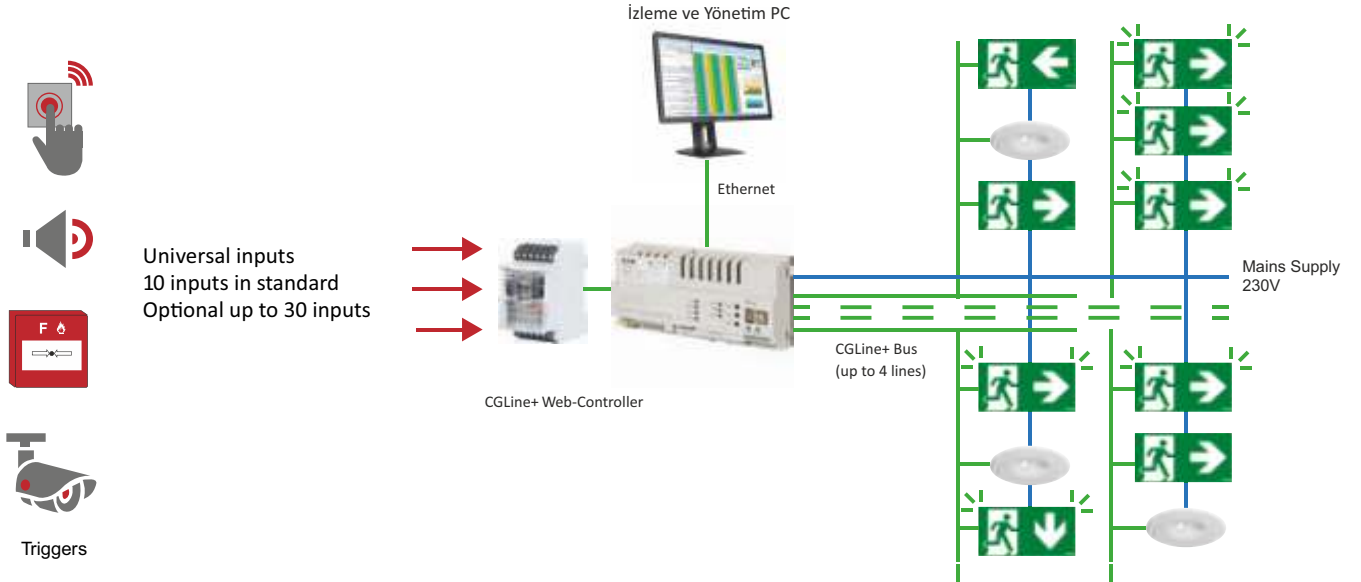 İzleme ve Yönetim PC
Ethernet
Universal inputs
10 inputs in standard
Optional up to 30 inputs
Mains Supply
230V
CGLine+ Bus
(up to 4 lines)
CGLine+ Web-Controller
F
Triggers